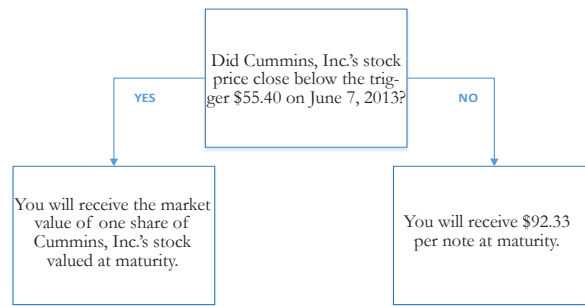 Did Cummins, Inc.'s stock
price close below the trig-
ger $55.40 on June 7, 2013?
YES
NO
You will receive the market
value of one share of
Cummins, Inc.'s stock
valued at maturity.
You will receive $92.33
per note at maturity.